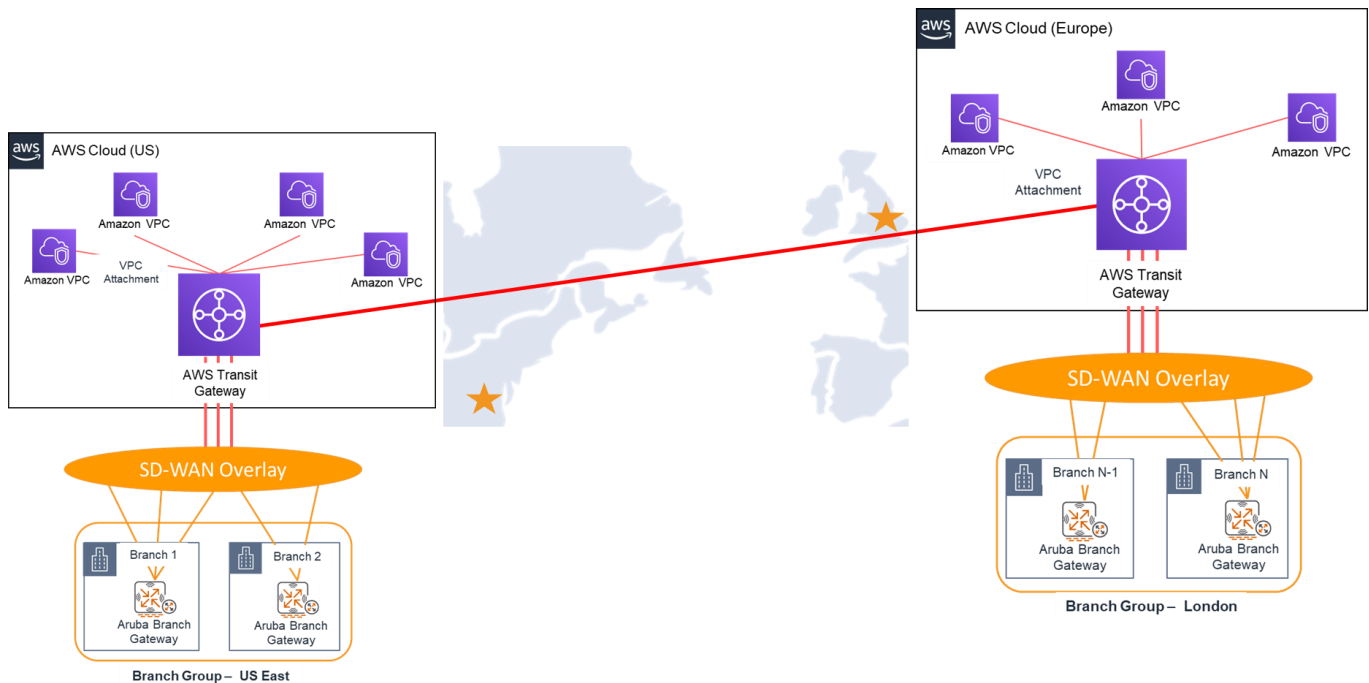 aws
AWS Cloud (US)
Amazon VPC
Amazon VPC
Amazon VPC
Amazon VPC
VPC
Attachment
AWS Transit
Gateway
SD-WAN Overlay
Branch 1
Aruba Branch
Gateway
Branch 2
Aruba Branch
Gateway
Branch Group – US East
aws
AWS Cloud (Europe)
Amazon VPC
Amazon VPC
Amazon VPC
VPC
Attachment
AWS Transit
Gateway
SD-WAN Overlay
Branch N-1
Aruba Branch
Gateway
Branch N
Aruba Branch
Gateway
Branch Group – London